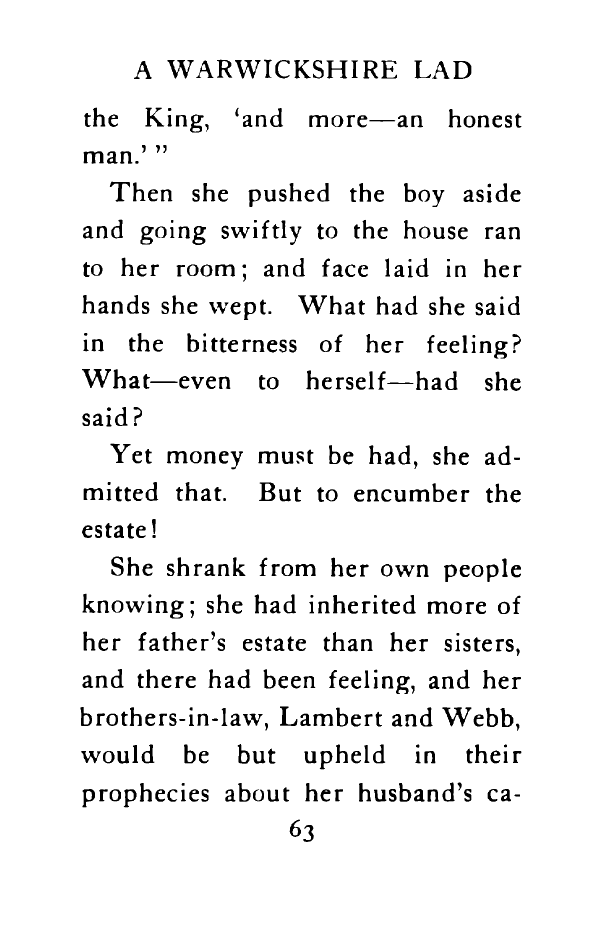 A WARWICKSHIRE LAD
the King, ‘and more—an honest
man.’ ”
Then she pushed the boy aside
and going swiftly to the house ran
to her room; and face laid in her
hands she wept. What had she said
in the bitterness of her feeling?
What—even to herself—had she
said?
Yet money must be had, she ad-
mitted that. But to encumber the
estate!
She shrank from her own people
knowing; she had inherited more of
her father’s estate than her sisters,
and there had been feeling, and her
brothers-in-law, Lambert and Webb,
would be but upheld in their
prophecies about her husband’s ca-
63